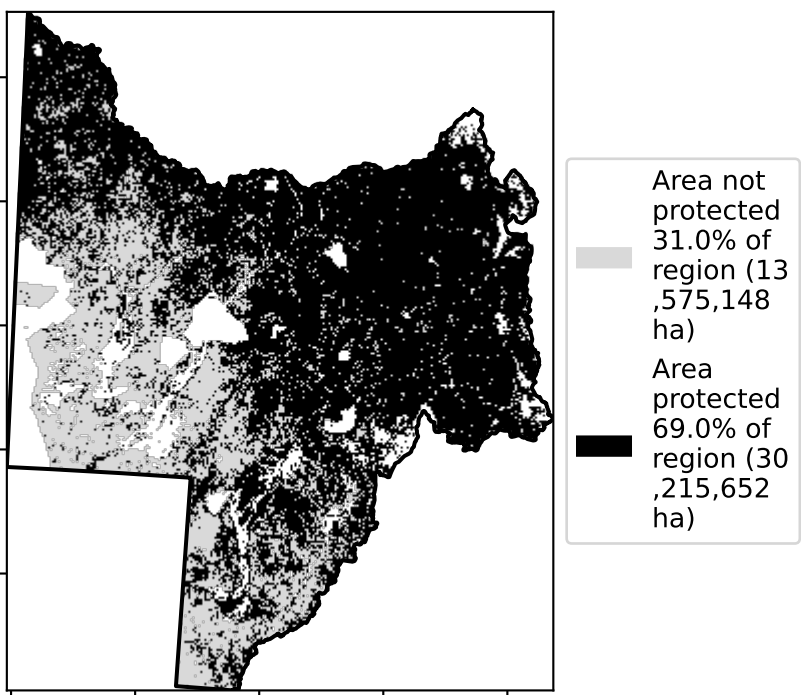 Area not
protected
31.0% of
region (13
,575,148
ha)
Area
protected
69.0% of
region (30
,215,652
ha)